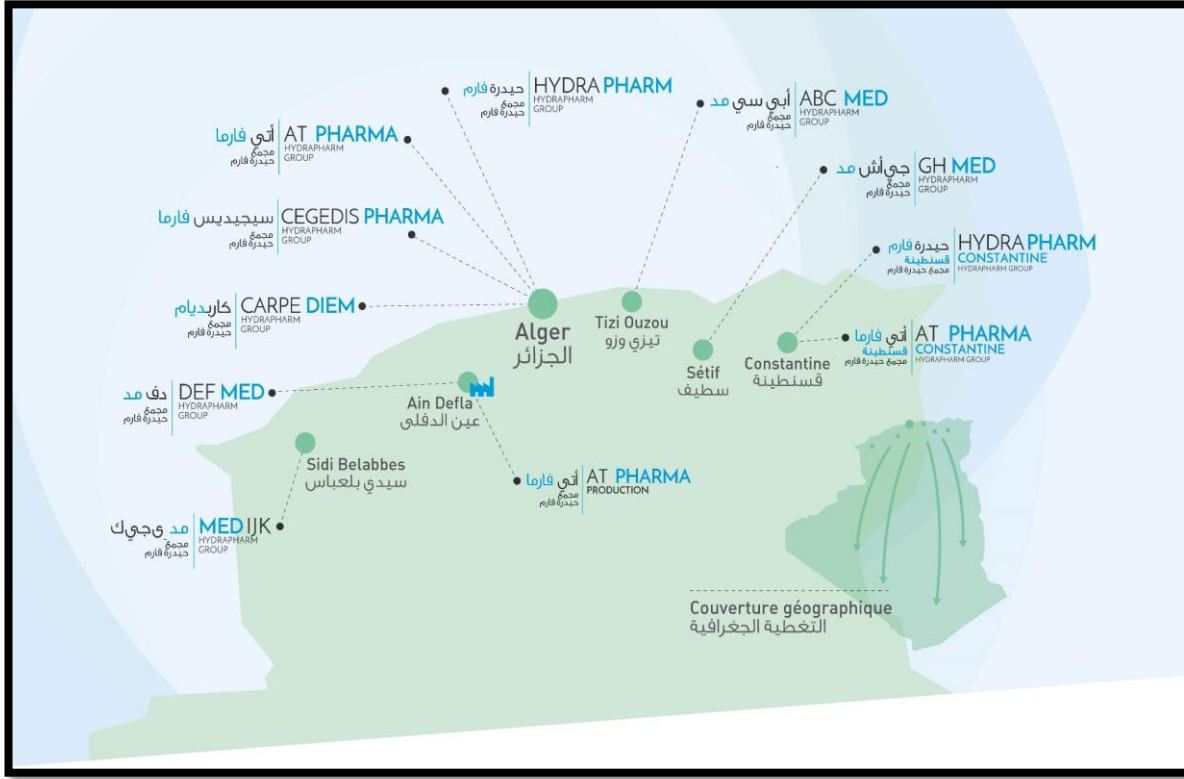 حيدرة فارم HYDRA PHARM
مجمع HYDRAPHARM
حيدرة فارم GROUP
أبي سي مد ABC MED
مجمع HYDRAPHARM
حيدرة فارم GROUP
أتي فارما AT PHARMA
مجمع HYDRAPHARM
حيدرة فارم GROUP
جي أش مد GH MED
مجمع HYDRAPHARM
حيدرة فارم GROUP
سيجيديس فارما CEGEDIS PHARMA
مجمع HYDRAPHARM
حيدرة فارم GROUP
حيدرة فارم HYDRA PHARM
قسنطينة CONSTANTINE
مجمع حيدرة فارم HYDRAPHARM GROUP
كاربديام CARPE DIEM
مجمع HYDRAPHARM
حيدرة فارم GROUP
Alger
الجزائر
Tizi Ouzou
تيزي وزو
Sétif
سطيف
Constantine
قسنطينة
أتي فارما AT PHARMA
قسنطينة CONSTANTINE
مجمع حيدرة فارم HYDRAPHARM GROUP
دف مد DEF MED
مجمع HYDRAPHARM
حيدرة فارم GROUP
Ain Defla
عين الدفلى
Sidi Belabbes
سيدي بلعباس
أتي فارما AT PHARMA
مجمع PRODUCTION
حيدرة فارم
مد ي جي ك MED IJK
مجمع HYDRAPHARM
حيدرة فارم GROUP
Couverture géographique
التغطية الجغرافية